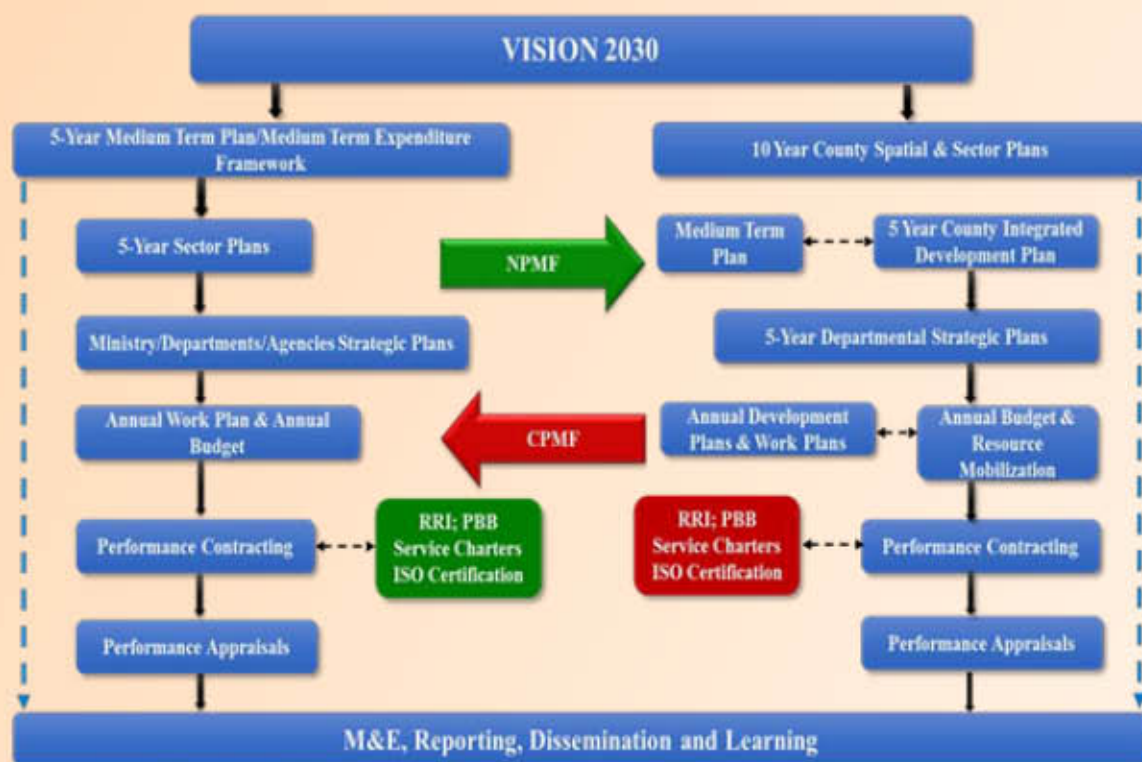 VISION 2030
5-Year Medium Term Plan/Medium Term Expenditure
Framework
10 Year County Spatial & Sector Plans
5-Year Sector Plans
NPMF
Medium Term
Plan
5 Year County Integrated
Development Plan
Ministry/Departments/Agencies Strategic Plans
5-Year Departmental Strategic Plans
Annual Work Plan & Annual
Budget
CPMF
Annual Development
Plans & Work Plans
Annual Budget &
Resource
Mobilization
Performance Contracting
RRI; PBB
Service Charters
ISO Certification
RRI; PBB
Service Charters
ISO Certification
Performance Contracting
Performance Appraisals
Performance Appraisals
M&E, Reporting, Dissemination and Learning